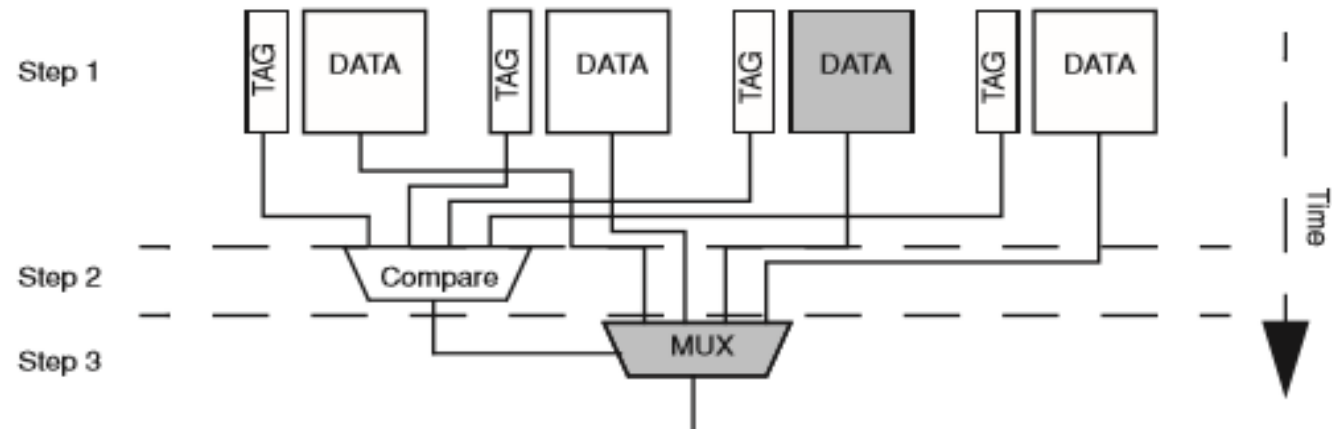 Step 1
TAG
DATA
TAG
DATA
TAG
DATA
TAG
DATA
Time
Step 2
Compare
Step 3
MUX